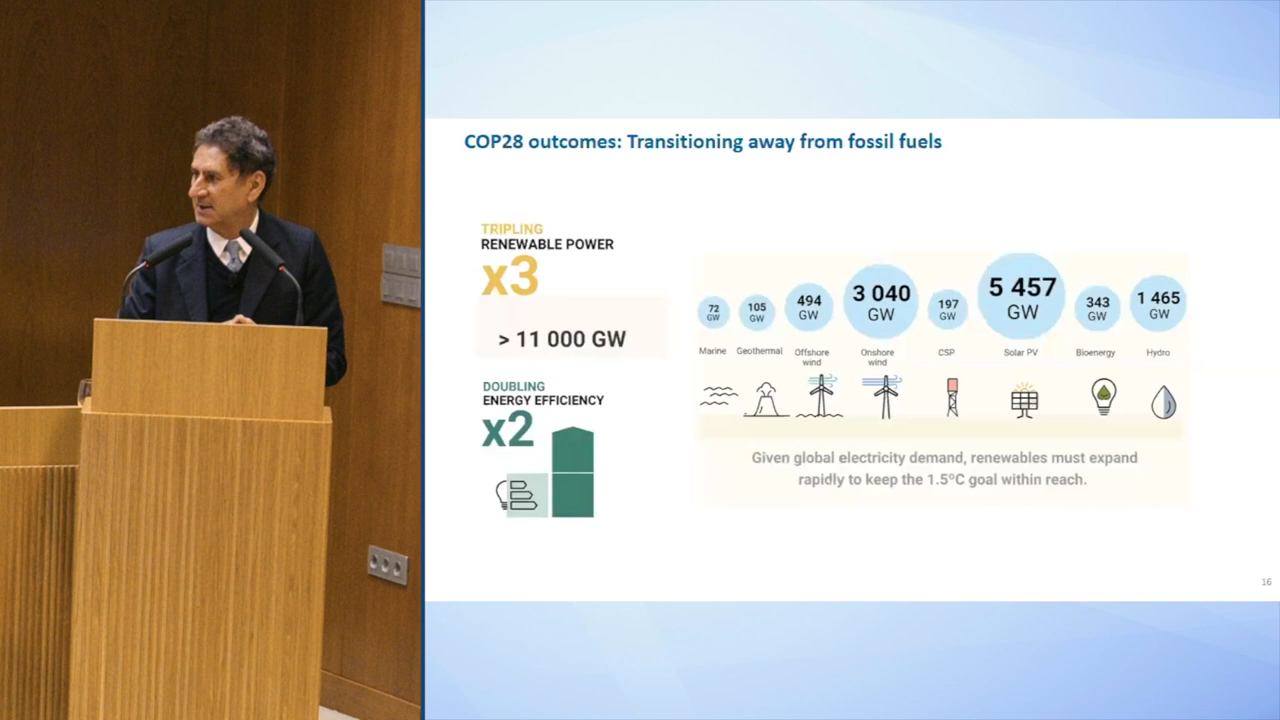 COP28 outcomes: Transitioning away from fossil fuels
TRIPLING
RENEWABLE POWER
x3
> 11 000 GW
DOUBLING
ENERGY EFFICIENCY
x2
72
GW
Marine
105
GW
Geothermal
494
GW
Offshore
wind
3 040
GW
Onshore
wind
197
GW
CSP
5 457
GW
Solar PV
343
GW
Bioenergy
1 465
GW
Hydro
Given global electricity demand, renewables must expand
rapidly to keep the 1.5ºC goal within reach.
16